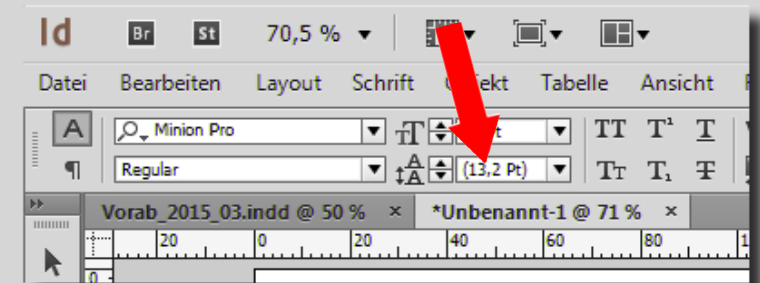 Id Br St 70,5 %
Datei Bearbeiten Layout Schrift Tabelle Ansicht
A Minion Pro TT T¹ T
¶ Regular (13,2 Pt) Tт T₁ T
Vorab_2015_03.indd @ 50 % × *Unbenannt-1 @ 71 % ×
20 0 20 40 60 80 1
0